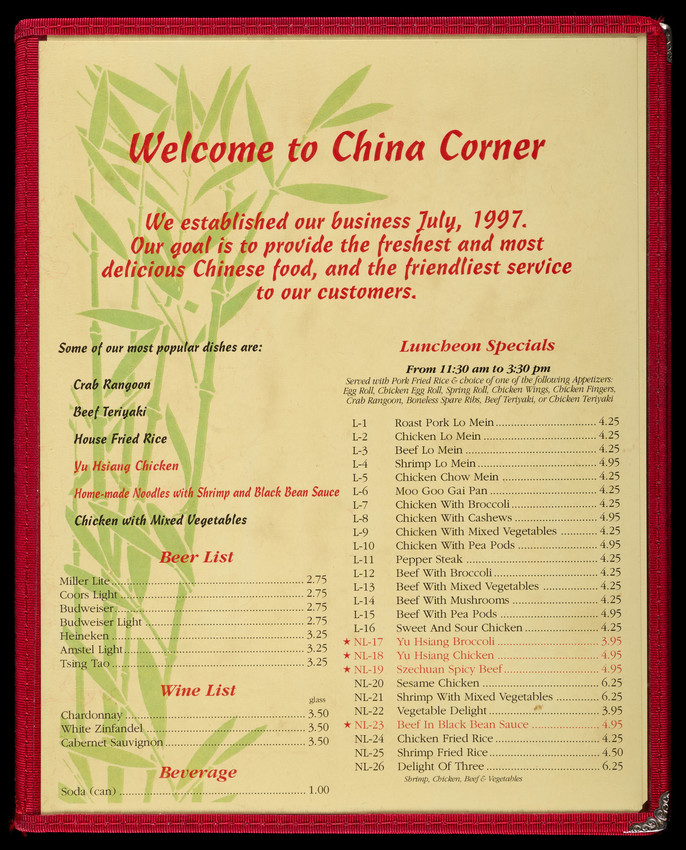 Welcome to China Corner
We established our business July, 1997.
Our goal is to provide the freshest and most
delicious Chinese food, and the friendliest service
to our customers.
Some of our most popular dishes are:
Crab Rangoon
Beef Teriyaki
House Fried Rice
Yu Hsiang Chicken
Home-made Noodles with Shrimp and Black Bean Sauce
Chicken with Mixed Vegetables
Beer List
Miller Lite 2.75
Coors Light 2.75
Budweiser 2.75
Budweiser Light 2.75
Heineken 3.25
Amstel Light 3.25
Tsing Tao 3.25
Wine List
glass
Chardonnay 3.50
White Zinfandel 3.50
Cabernet Sauvignon 3.50
Beverage
Soda (can) 1.00
Luncheon Specials
From 11:30 am to 3:30 pm
Served with Pork Fried Rice & choice of one of the following Appetizers:
Egg Roll, Chicken Egg Roll, Spring Roll, Chicken Wings, Chicken Fingers,
Crab Rangoon, Boneless Spare Ribs, Beef Teriyaki, or Chicken Teriyaki
L-1 Roast Pork Lo Mein 4.25
L-2 Chicken Lo Mein 4.25
L-3 Beef Lo Mein 4.25
L-4 Shrimp Lo Mein 4.95
L-5 Chicken Chow Mein 4.25
L-6 Moo Goo Gai Pan 4.25
L-7 Chicken With Broccoli 4.25
L-8 Chicken With Cashews 4.95
L-9 Chicken With Mixed Vegetables 4.25
L-10 Chicken With Pea Pods 4.95
L-11 Pepper Steak 4.25
L-12 Beef With Broccoli 4.25
L-13 Beef With Mixed Vegetables 4.25
L-14 Beef With Mushrooms 4.25
L-15 Beef With Pea Pods 4.95
L-16 Sweet And Sour Chicken 4.25
★ NL-17 Yu Hsiang Broccoli 3.95
★ NL-18 Yu Hsiang Chicken 4.95
★ NL-19 Szechuan Spicy Beef 4.95
NL-20 Sesame Chicken 6.25
NL-21 Shrimp With Mixed Vegetables 6.25
NL-22 Vegetable Delight 3.95
★ NL-23 Beef In Black Bean Sauce 4.95
NL-24 Chicken Fried Rice 4.25
NL-25 Shrimp Fried Rice 4.50
NL-26 Delight Of Three 6.25
Shrimp, Chicken, Beef & Vegetables